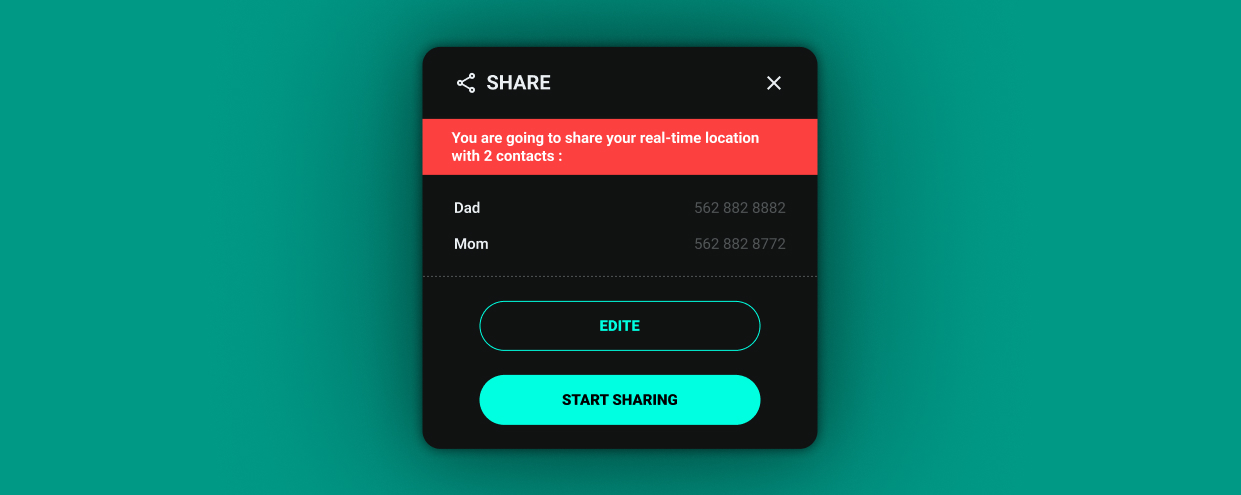 SHARE
You are going to share your real-time location
with 2 contacts :
Dad 562 882 8882
Mom 562 882 8772
EDITE
START SHARING